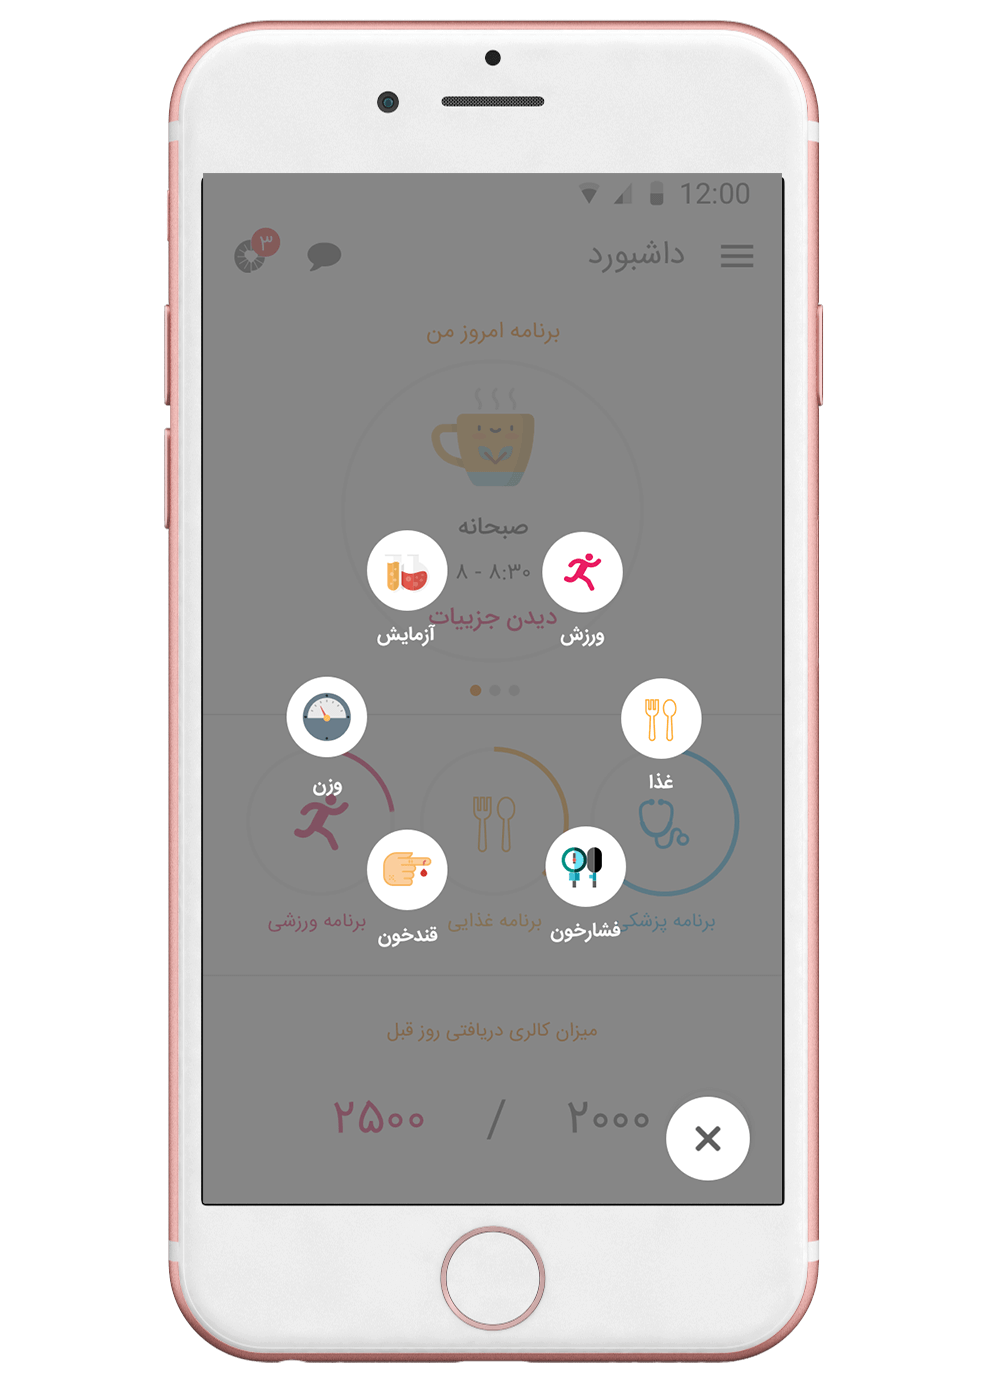 12:00
داشبورد
۳
برنامه امروز من
صبحانه
۸ - ۸:۳۰
دیدن جزییات
ورزش
آزمایش
غذا
وزن
فشارخون
قندخون
برنامه پزشکی
برنامه غذایی
برنامه ورزشی
میزان کالری دریافتی روز قبل
۲۰۰۰ / ۲۵۰۰